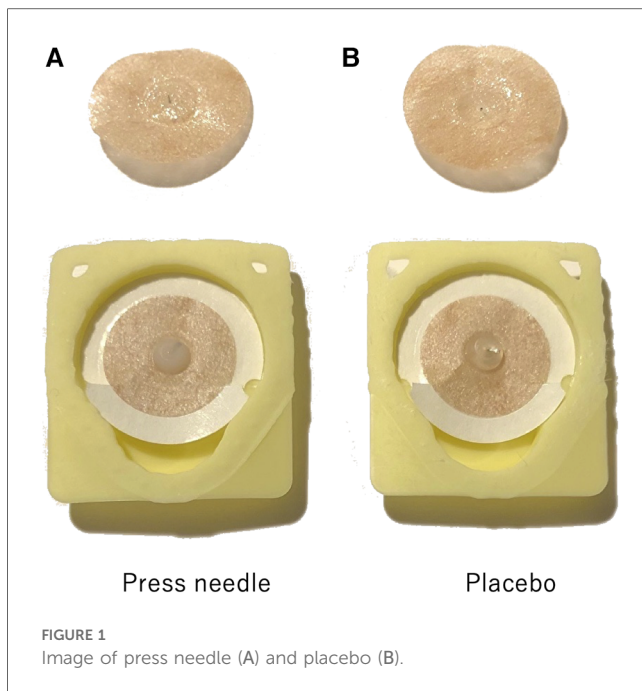 A B
Press needle Placebo
FIGURE 1
Image of press needle (A) and placebo (B).